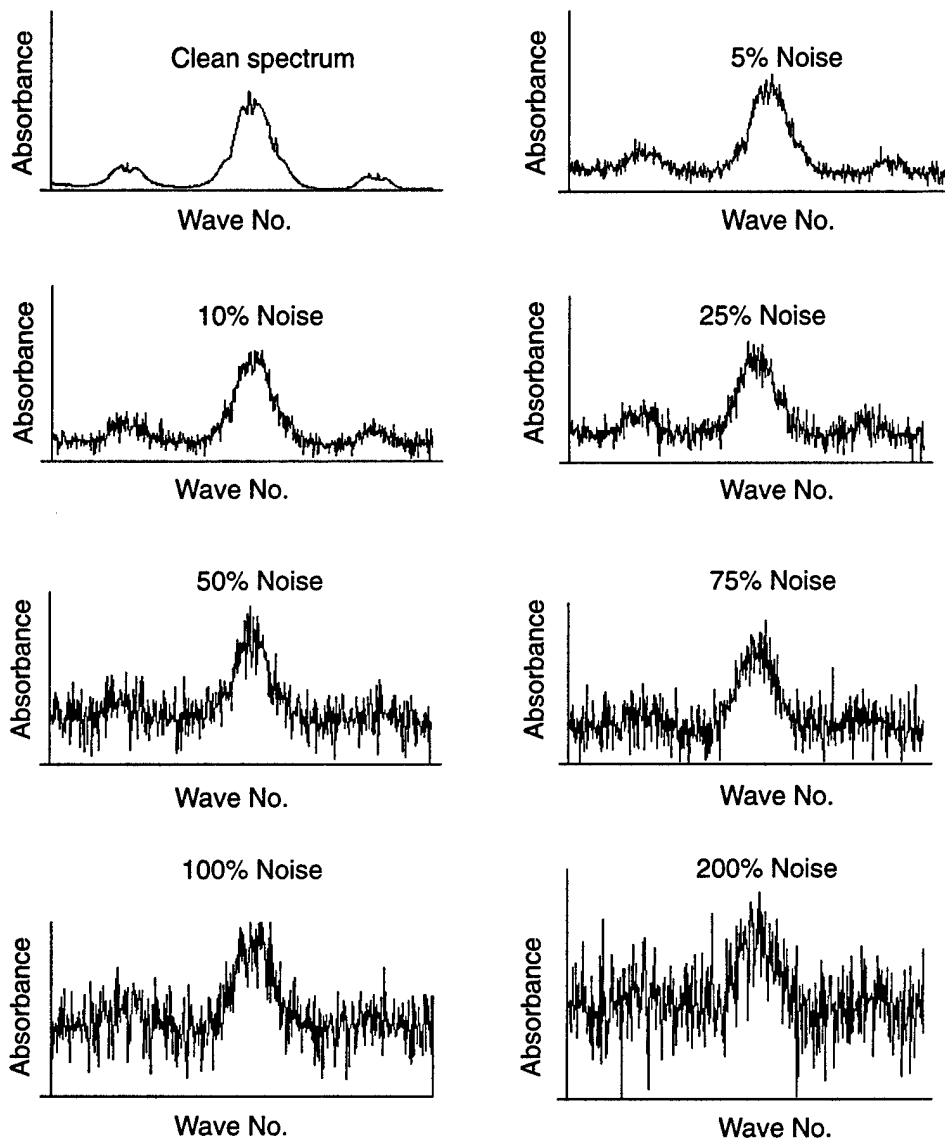 Absorbance
Clean spectrum
Wave No.
Absorbance
5% Noise
Wave No.
Absorbance
10% Noise
Wave No.
Absorbance
25% Noise
Wave No.
Absorbance
50% Noise
Wave No.
Absorbance
75% Noise
Wave No.
Absorbance
100% Noise
Wave No.
Absorbance
200% Noise
Wave No.